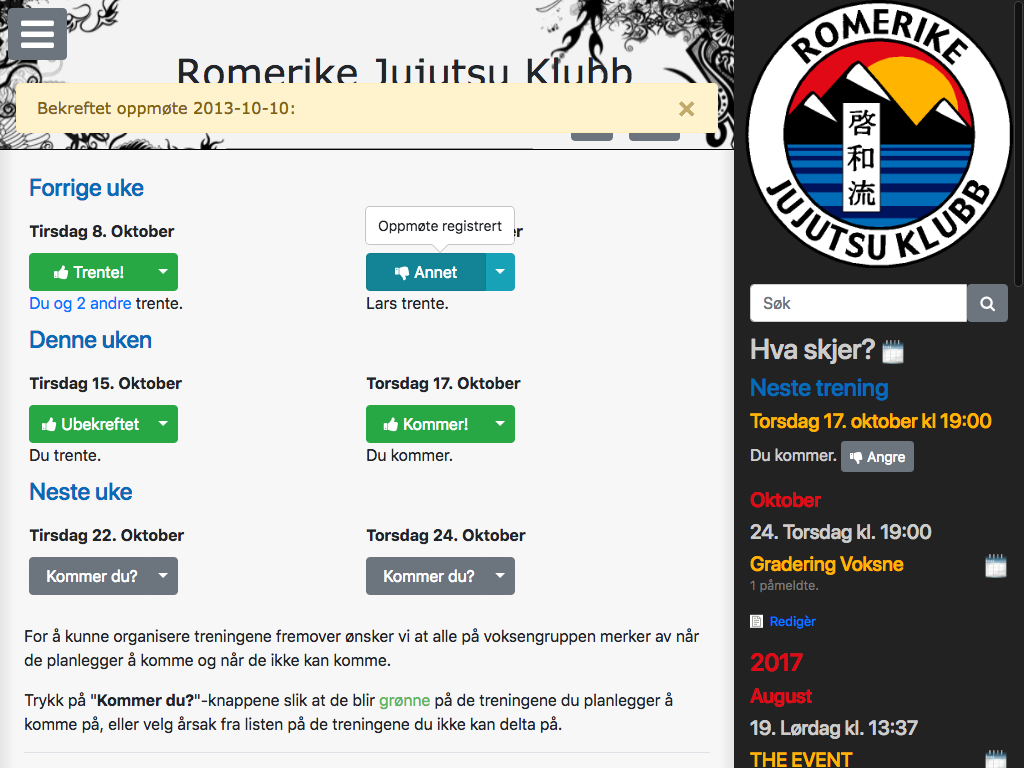 Romerike Jujutsu Klubb
Bekreftet oppmøte 2013-10-10:
×
Forrige uke
Tirsdag 8. Oktober
Oppmøte registrert
Trente!
Annet
Du og 2 andre trente.
Lars trente.
Denne uken
Tirsdag 15. Oktober
Torsdag 17. Oktober
Ubekreftet
Kommer!
Du trente.
Du kommer.
Neste uke
Tirsdag 22. Oktober
Torsdag 24. Oktober
Kommer du?
Kommer du?
For å kunne organisere treningene fremover ønsker vi at alle på voksengruppen merker av når
de planlegger å komme og når de ikke kan komme.
Trykk på "Kommer du?"-knappene slik at de blir grønne på de treningene du planlegger å
komme på, eller velg årsak fra listen på de treningene du ikke kan delta på.
ROMERIKE
啓和流
JUJUTSU KLUBB
Søk
Hva skjer?
Neste trening
Torsdag 17. oktober kl 19:00
Du kommer. Angre
Oktober
24. Torsdag kl. 19:00
Gradering Voksne
1 påmeldte.
Redigèr
2017
August
19. Lørdag kl. 13:37
THE EVENT